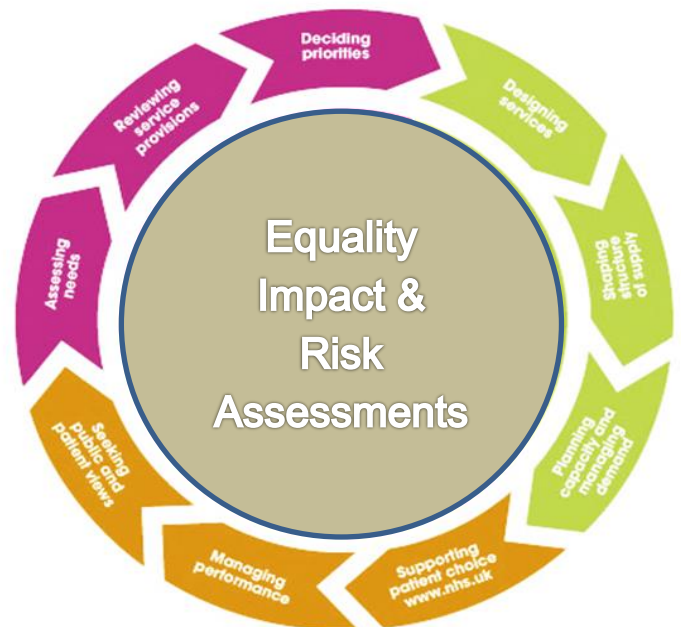 Deciding
priorities
Designing
services
Shaping
structure
of supply
Planning
capacity and
managing
demand
Supporting
patient choice
www.nhs.uk
Managing
performance
Seeking
public and
patient views
Assessing
needs
Reviewing
service
provisions
Equality
Impact &
Risk
Assessments